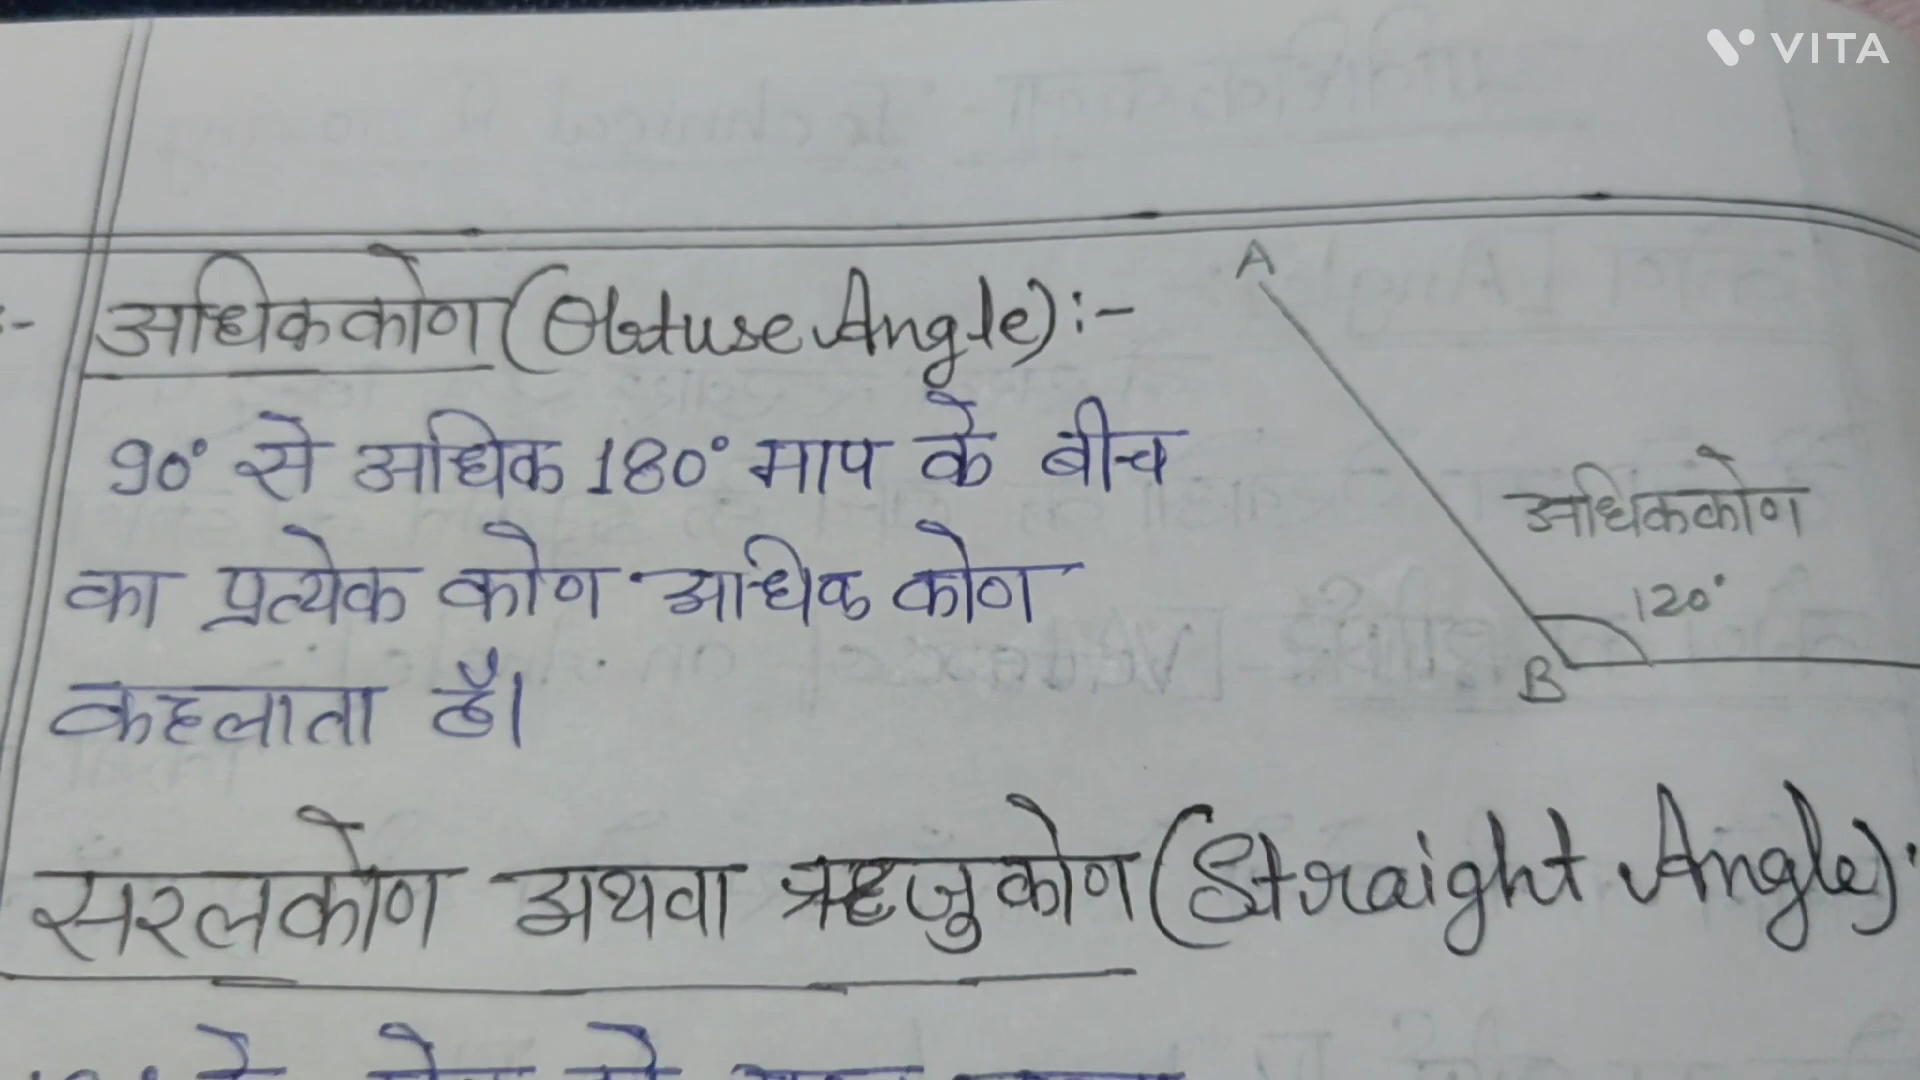 VITA
:- अधिककोण (Obtuse Angle):-
A
90° से अधिक 180° माप के बीच
का प्रत्येक कोण अधिक कोण
कहलाता है।
अधिककोण
120°
B
सरलकोण अथवा ऋजुकोण (Straight Angle):